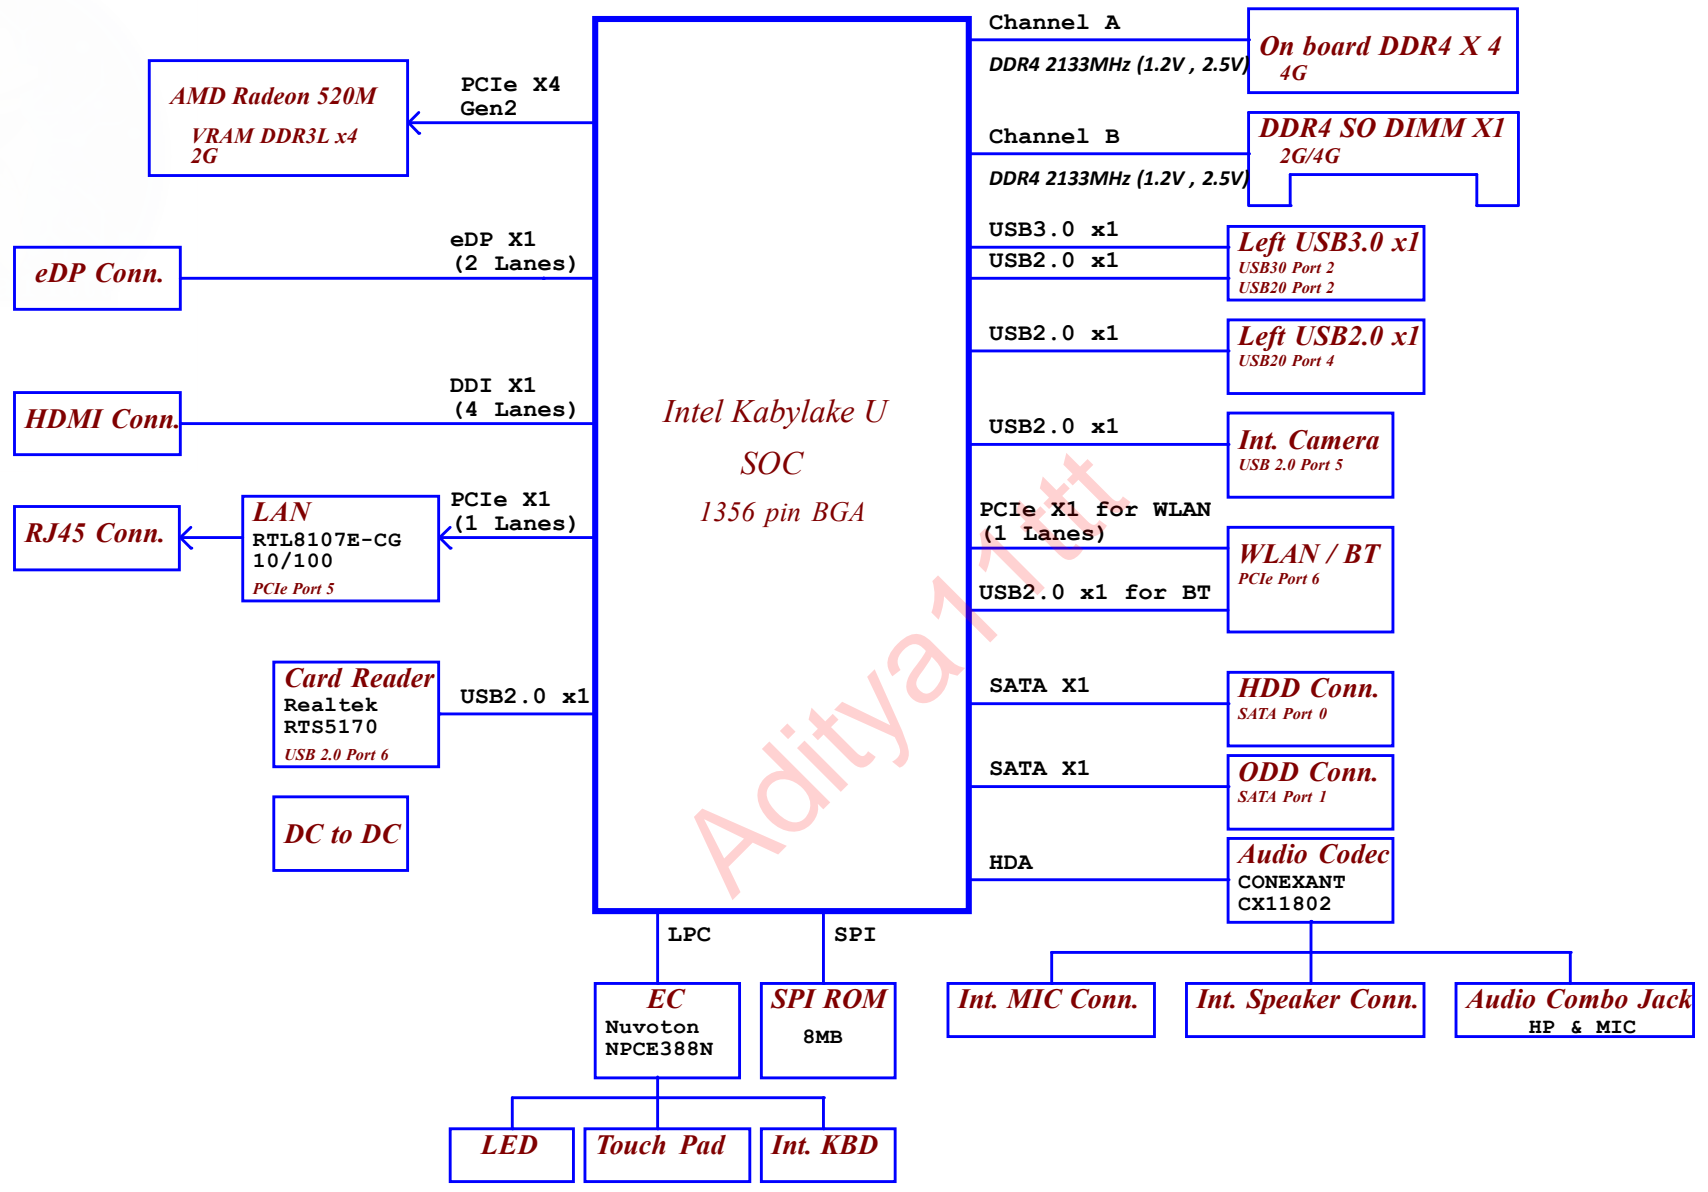 AMD Radeon 520M
VRAM DDR3L x4
2G
PCIe X4
Gen2
eDP Conn.
eDP X1
(2 Lanes)
HDMI Conn.
DDI X1
(4 Lanes)
RJ45 Conn.
LAN
RTL8107E-CG
10/100
PCIe Port 5
PCIe X1
(1 Lanes)
Card Reader
Realtek
RTS5170
USB 2.0 Port 6
USB2.0 x1
DC to DC
Intel Kabylake U
SOC
1356 pin BGA
Channel A
DDR4 2133MHz (1.2V , 2.5V)
On board DDR4 X 4
4G
Channel B
DDR4 2133MHz (1.2V , 2.5V)
DDR4 SO DIMM X1
2G/4G
USB3.0 x1
USB2.0 x1
Left USB3.0 x1
USB30 Port 2
USB20 Port 2
USB2.0 x1
Left USB2.0 x1
USB20 Port 4
USB2.0 x1
Int. Camera
USB 2.0 Port 5
PCIe X1 for WLAN
(1 Lanes)
USB2.0 x1 for BT
WLAN / BT
PCIe Port 6
SATA X1
HDD Conn.
SATA Port 0
SATA X1
ODD Conn.
SATA Port 1
HDA
Audio Codec
CONEXANT
CX11802
Int. MIC Conn.
Int. Speaker Conn.
Audio Combo Jack
HP & MIC
LPC
SPI
EC
Nuvoton
NPCE388N
SPI ROM
8MB
LED
Touch Pad
Int. KBD
Aditya11ttt